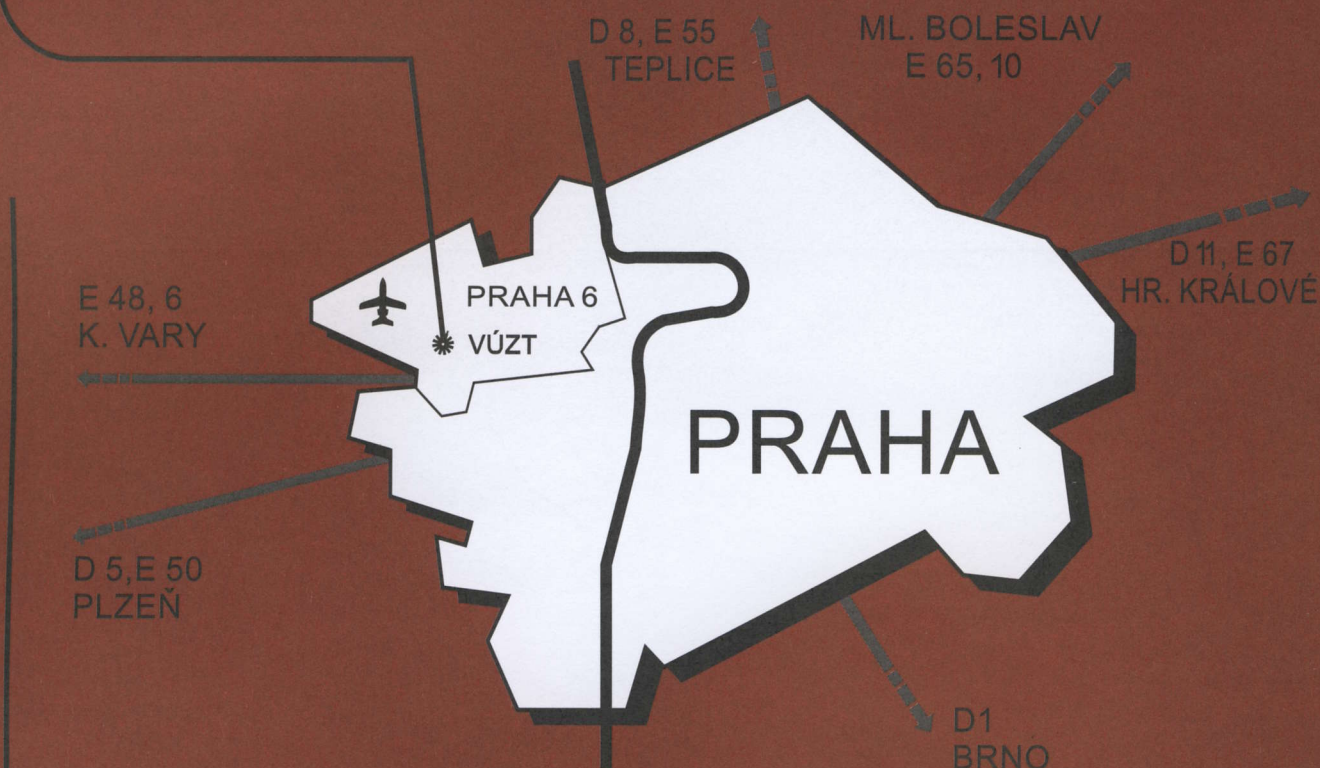 D 8, E 55
TEPLICE
ML. BOLESLAV
E 65, 10
D 11, E 67
HR. KRÁLOVÉ
E 48, 6
K. VARY
PRAHA 6
VÚZT
PRAHA
D 5,E 50
PLZEŇ
D1
BRNO